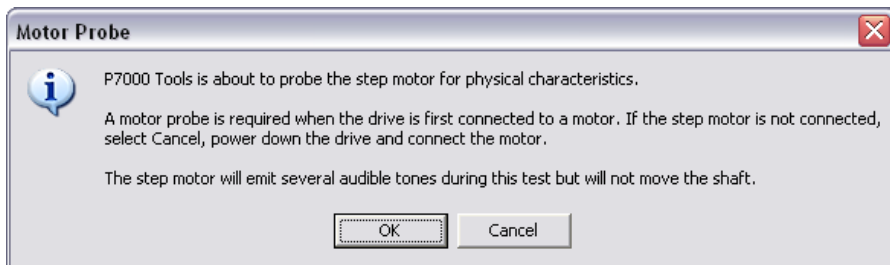 Motor Probe
P7000 Tools is about to probe the step motor for physical characteristics.
A motor probe is required when the drive is first connected to a motor. If the step motor is not connected,
select Cancel, power down the drive and connect the motor.
The step motor will emit several audible tones during this test but will not move the shaft.
OK
Cancel